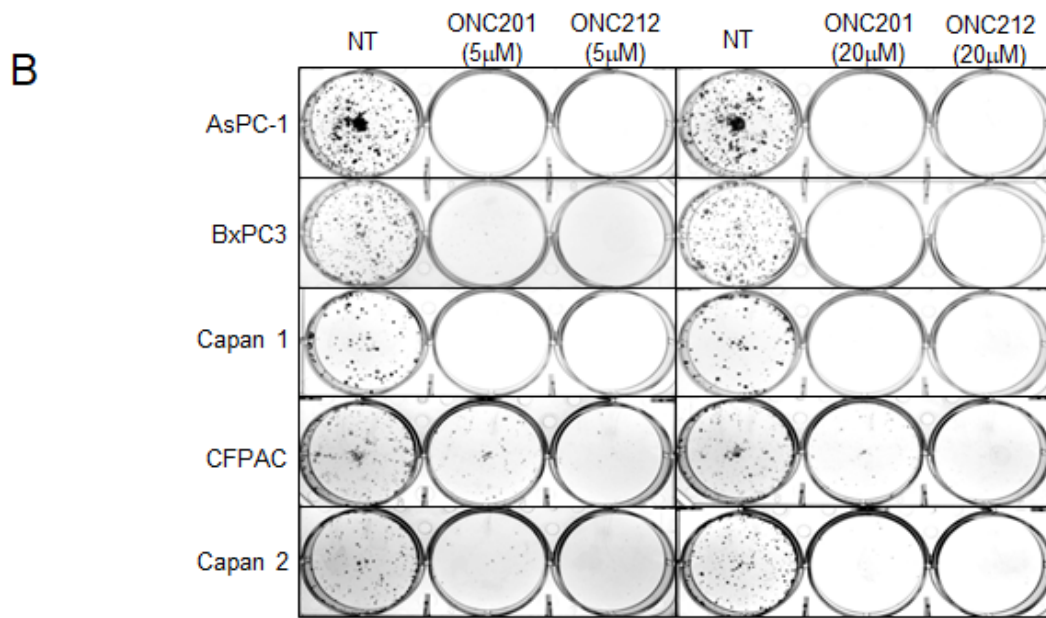 B
NT ONC201 ONC212 NT ONC201 ONC212
(5μM) (5μM) (20μM) (20μM)
AsPC-1
BxPC3
Capan 1
CFPAC
Capan 2